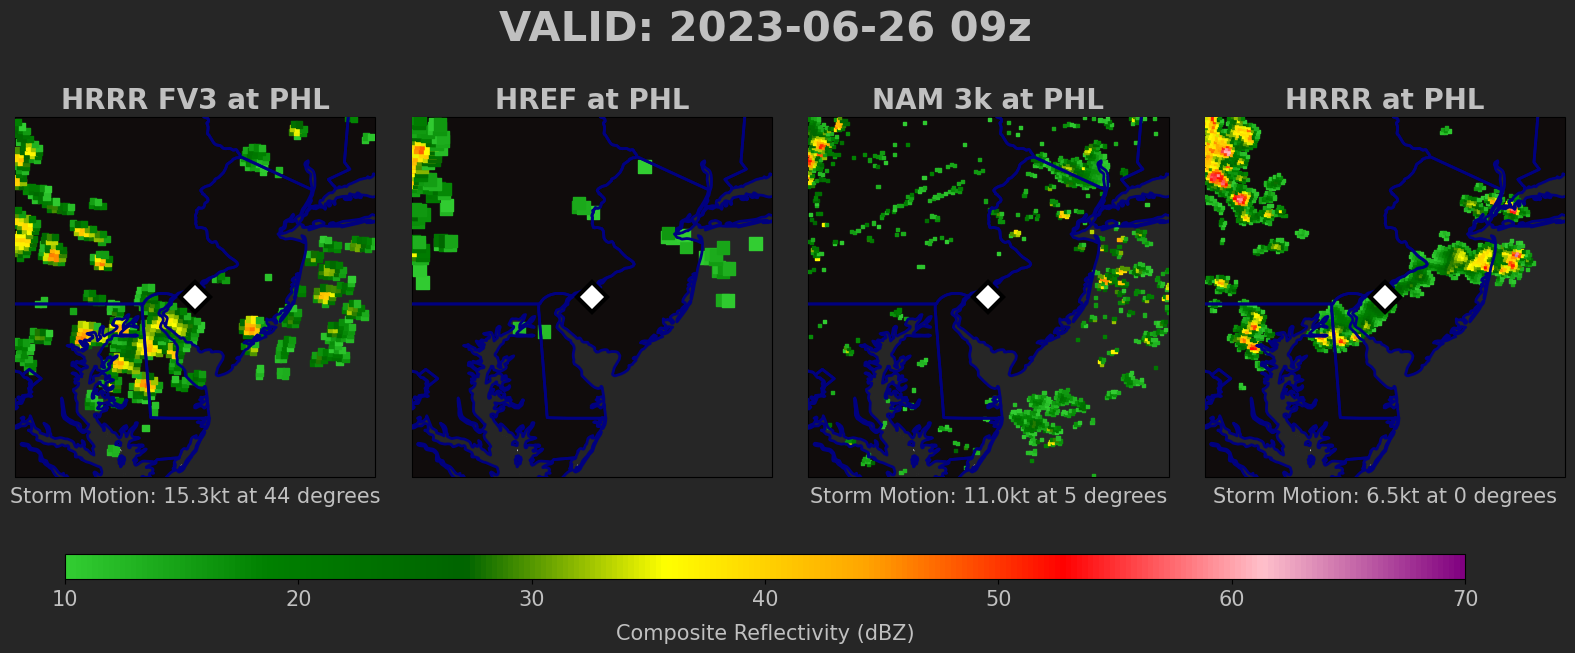 VALID: 2023-06-26 09z
HRRR FV3 at PHL
HREF at PHL
NAM 3k at PHL
HRRR at PHL
Storm Motion: 15.3kt at 44 degrees
Storm Motion: 11.0kt at 5 degrees
Storm Motion: 6.5kt at 0 degrees
10 20 30 40 50 60 70
Composite Reflectivity (dBZ)